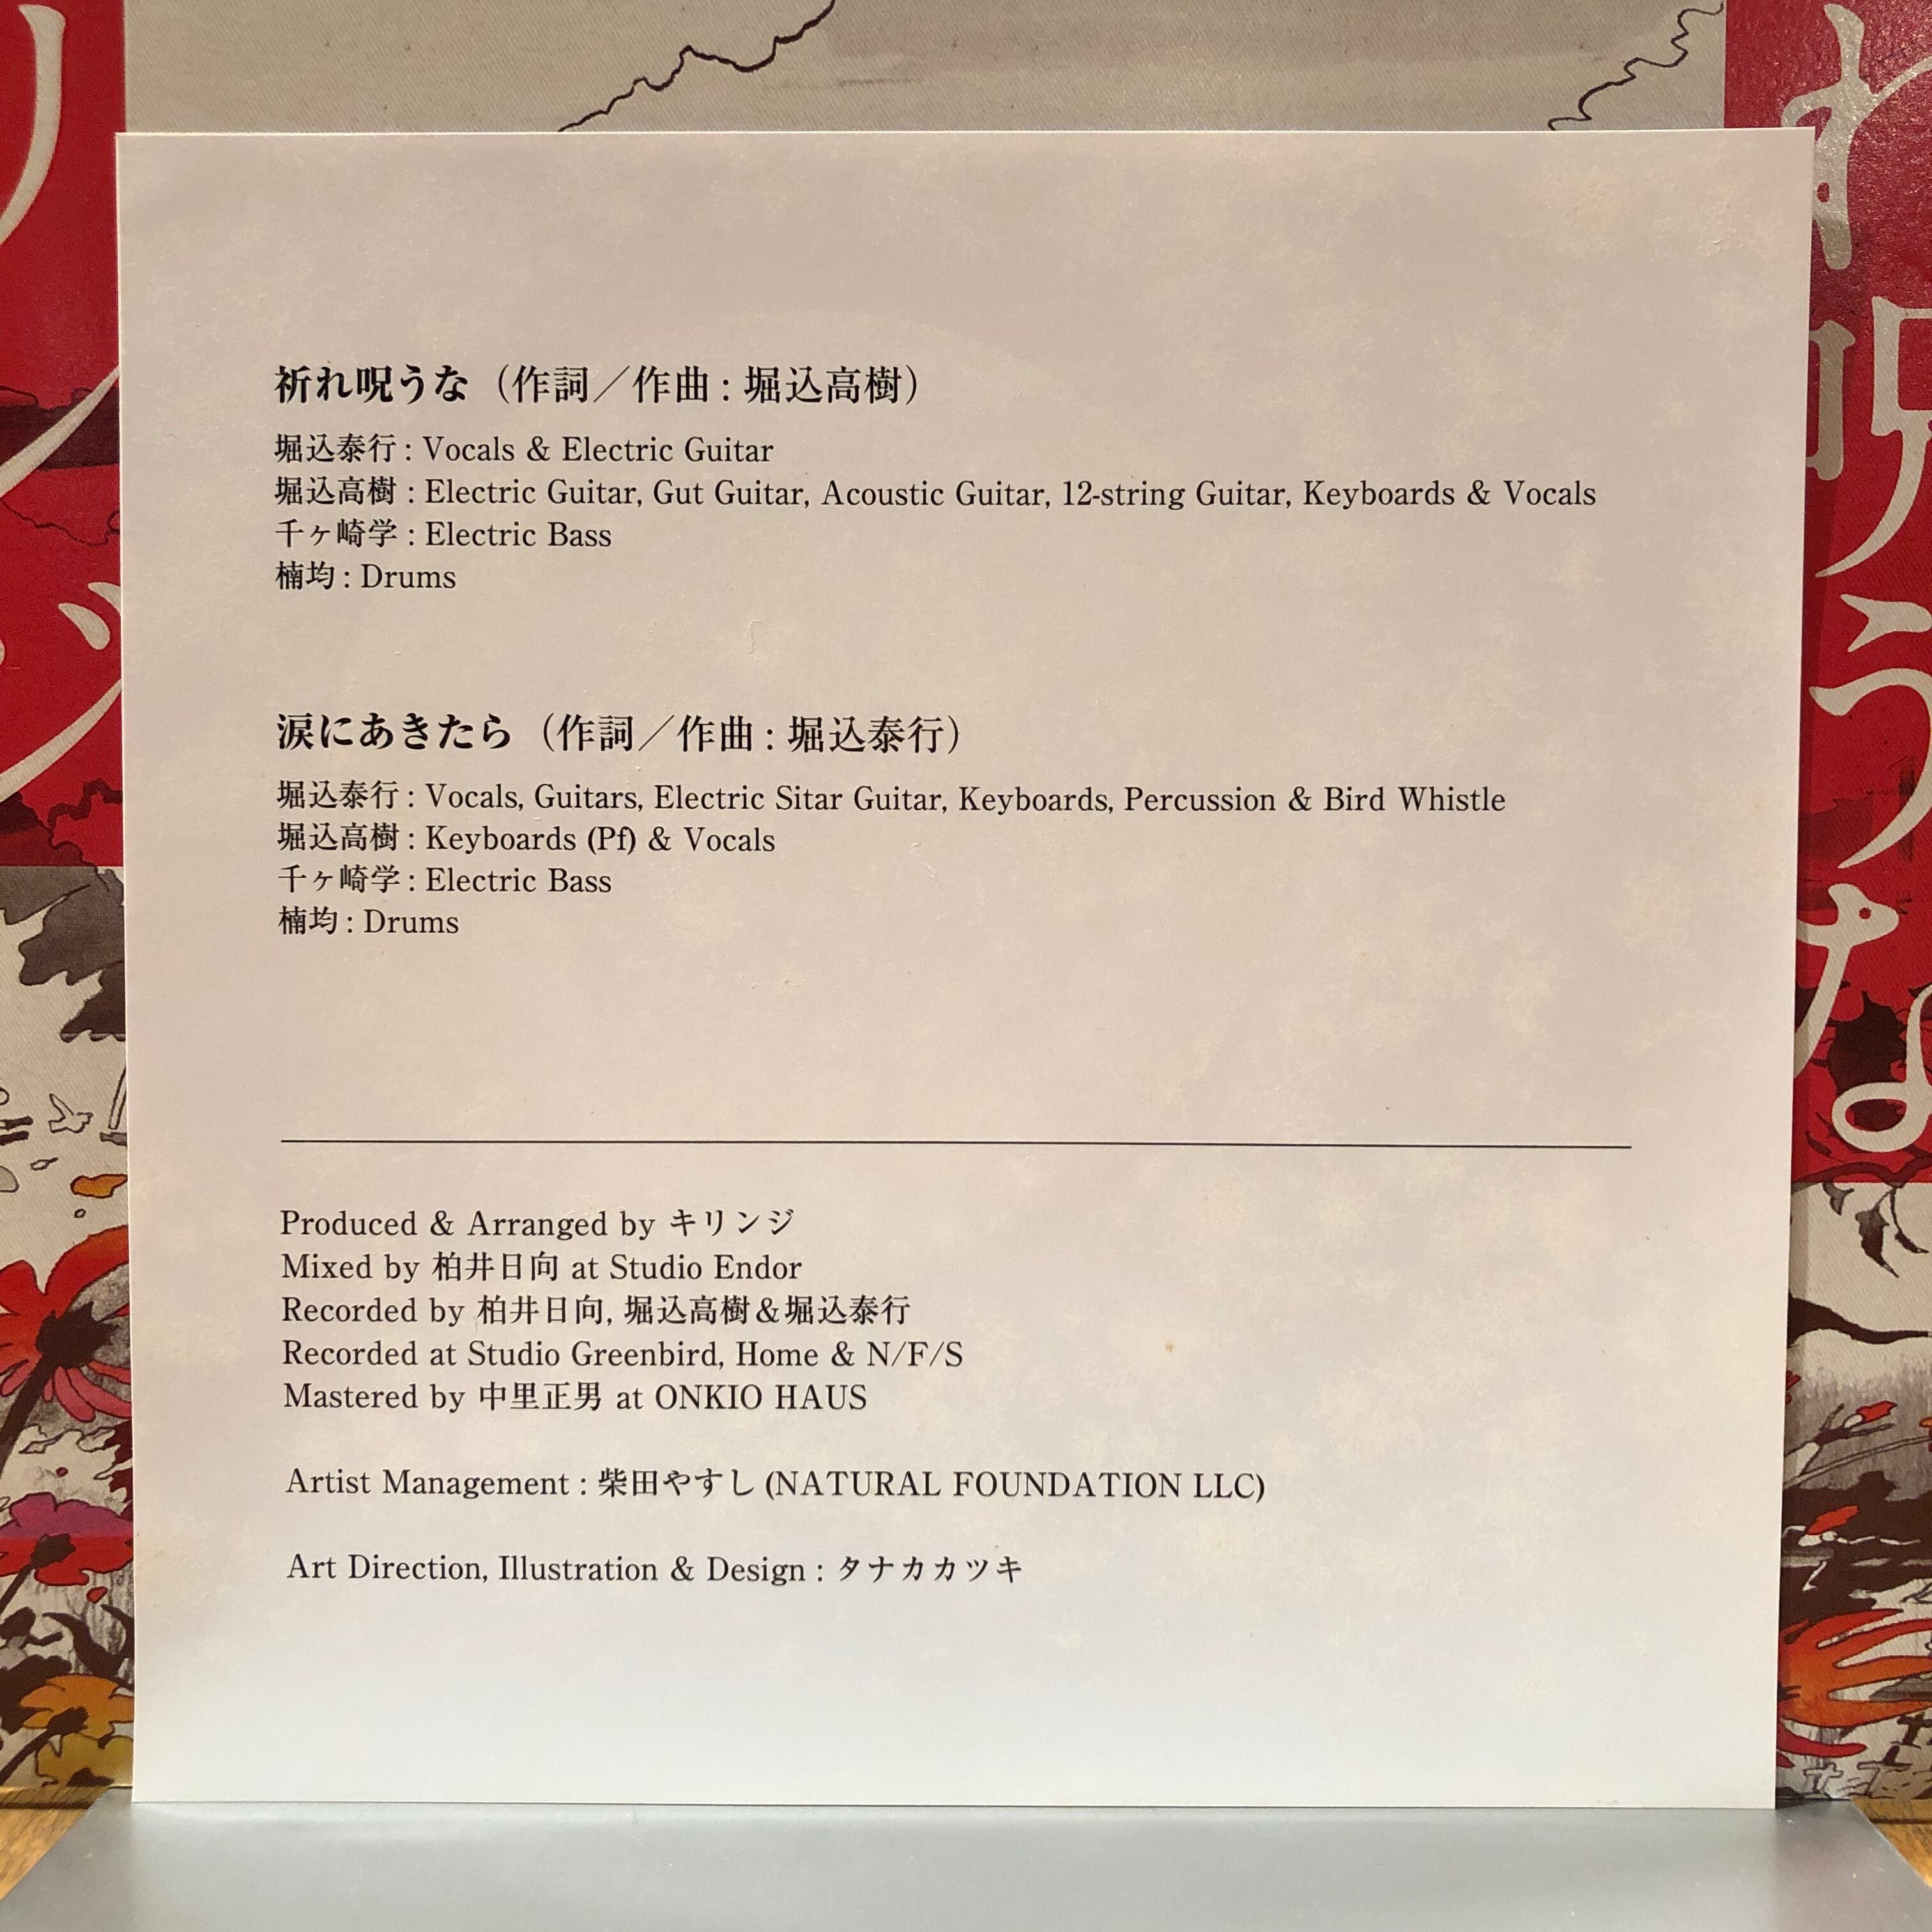 祈れ呪うな（作詞／作曲：堀込高樹）
堀込泰行：Vocals & Electric Guitar
堀込高樹：Electric Guitar, Gut Guitar, Acoustic Guitar, 12-string Guitar, Keyboards & Vocals
千ヶ崎学：Electric Bass
楠均：Drums
涙にあきたら（作詞／作曲：堀込泰行）
堀込泰行：Vocals, Guitars, Electric Sitar Guitar, Keyboards, Percussion & Bird Whistle
堀込高樹：Keyboards (Pf) & Vocals
千ヶ崎学：Electric Bass
楠均：Drums
Produced & Arranged by キリンジ
Mixed by 柏井日向 at Studio Endor
Recorded by 柏井日向, 堀込高樹＆堀込泰行
Recorded at Studio Greenbird, Home & N/F/S
Mastered by 中里正男 at ONKIO HAUS
Artist Management : 柴田やすし (NATURAL FOUNDATION LLC)
Art Direction, Illustration & Design : タナカカツキ
リンジ
れ呪うな